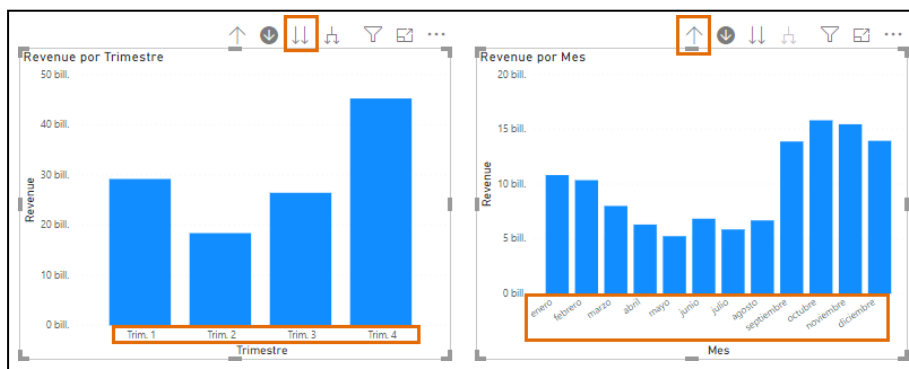 Revenue por Trimestre
50 bill.
40 bill.
30 bill.
20 bill.
10 bill.
0 bill.
Revenue
Trim. 1 Trim. 2 Trim. 3 Trim. 4
Trimestre
Revenue por Mes
20 bill.
15 bill.
10 bill.
5 bill.
0 bill.
Revenue
enero febrero marzo abril mayo junio julio agosto septiembre octubre noviembre diciembre
Mes